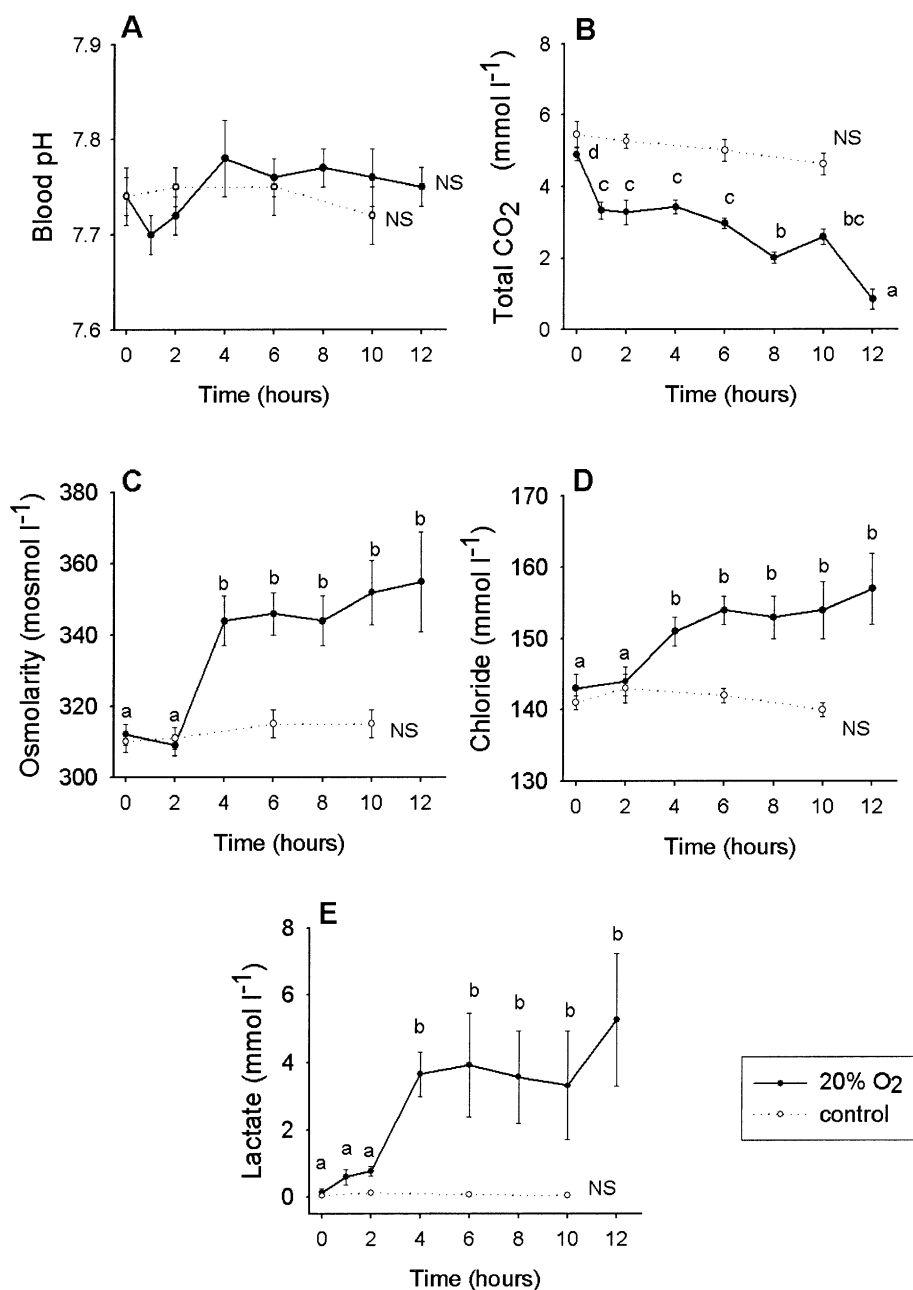 A
7.9
7.8
7.7
7.6
Blood pH
NS
NS
0 2 4 6 8 10 12
Time (hours)
B
8
6
4
2
0
Total CO2 (mmol l-1)
NS
d
c c c c b bc a
0 2 4 6 8 10 12
Time (hours)
C
380
360
340
320
300
Osmolarity (mosmol l-1)
a a b b b b b
NS
0 2 4 6 8 10 12
Time (hours)
D
170
160
150
140
130
Chloride (mmol l-1)
a a b b b b b
NS
0 2 4 6 8 10 12
Time (hours)
E
8
6
4
2
0
Lactate (mmol l-1)
a a a b b b b b
NS
0 2 4 6 8 10 12
Time (hours)
20% O2
control